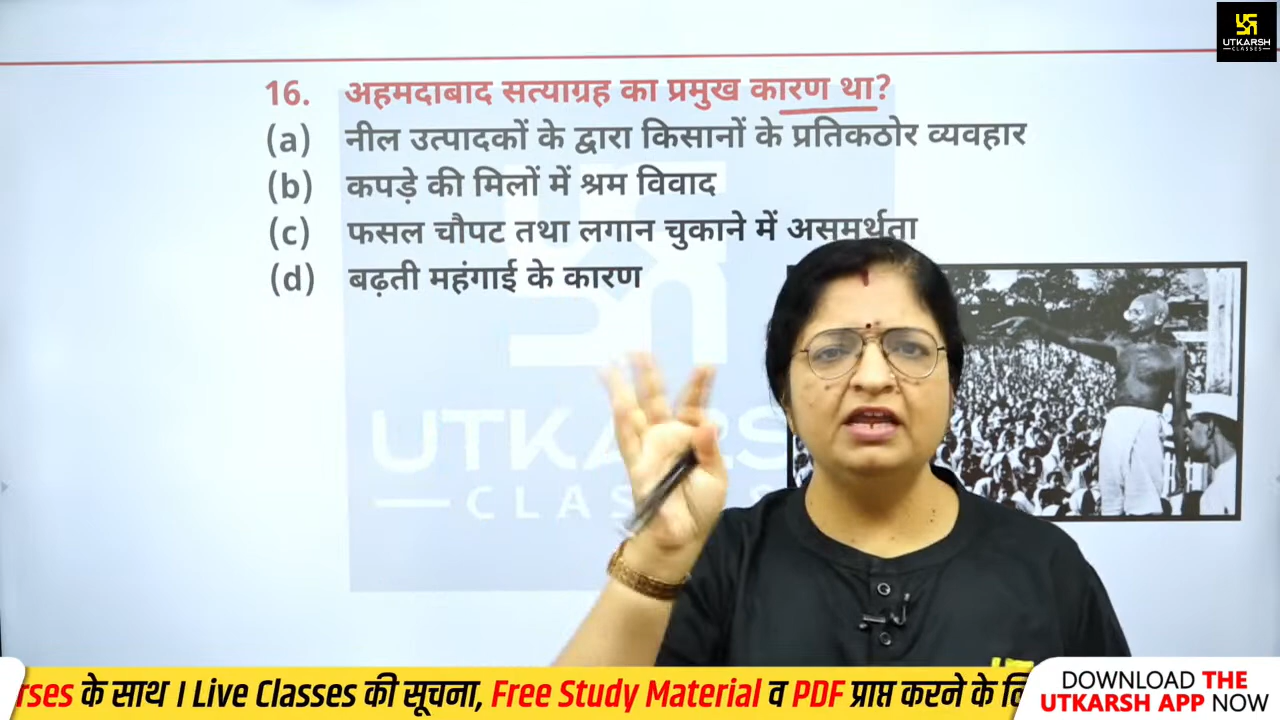 UTKARSH
CLASSES
16. अहमदाबाद सत्याग्रह का प्रमुख कारण था?
(a) नील उत्पादकों के द्वारा किसानों के प्रतिकठोर व्यवहार
(b) कपड़े की मिलों में श्रम विवाद
(c) फसल चौपट तथा लगान चुकाने में असमर्थता
(d) बढ़ती महंगाई के कारण
के साथ । Live Classes की सूचना, Free Study Material व PDF प्राप्त करने के
DOWNLOAD THE
UTKARSH APP NOW